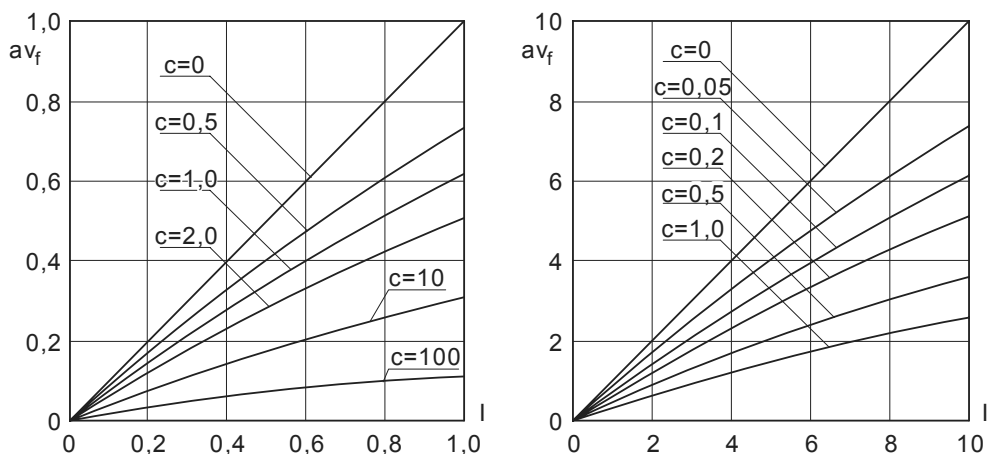 1,0
av_f
c=0
0,8
c=0,5
0,6
c=1,0
c=2,0
0,4
c=10
0,2
c=100
0
I
0 0,2 0,4 0,6 0,8 1,0
10
av_f
c=0
c=0,05
8
c=0,1
c=0,2
6
c=0,5
c=1,0
4
2
0
I
0 2 4 6 8 10